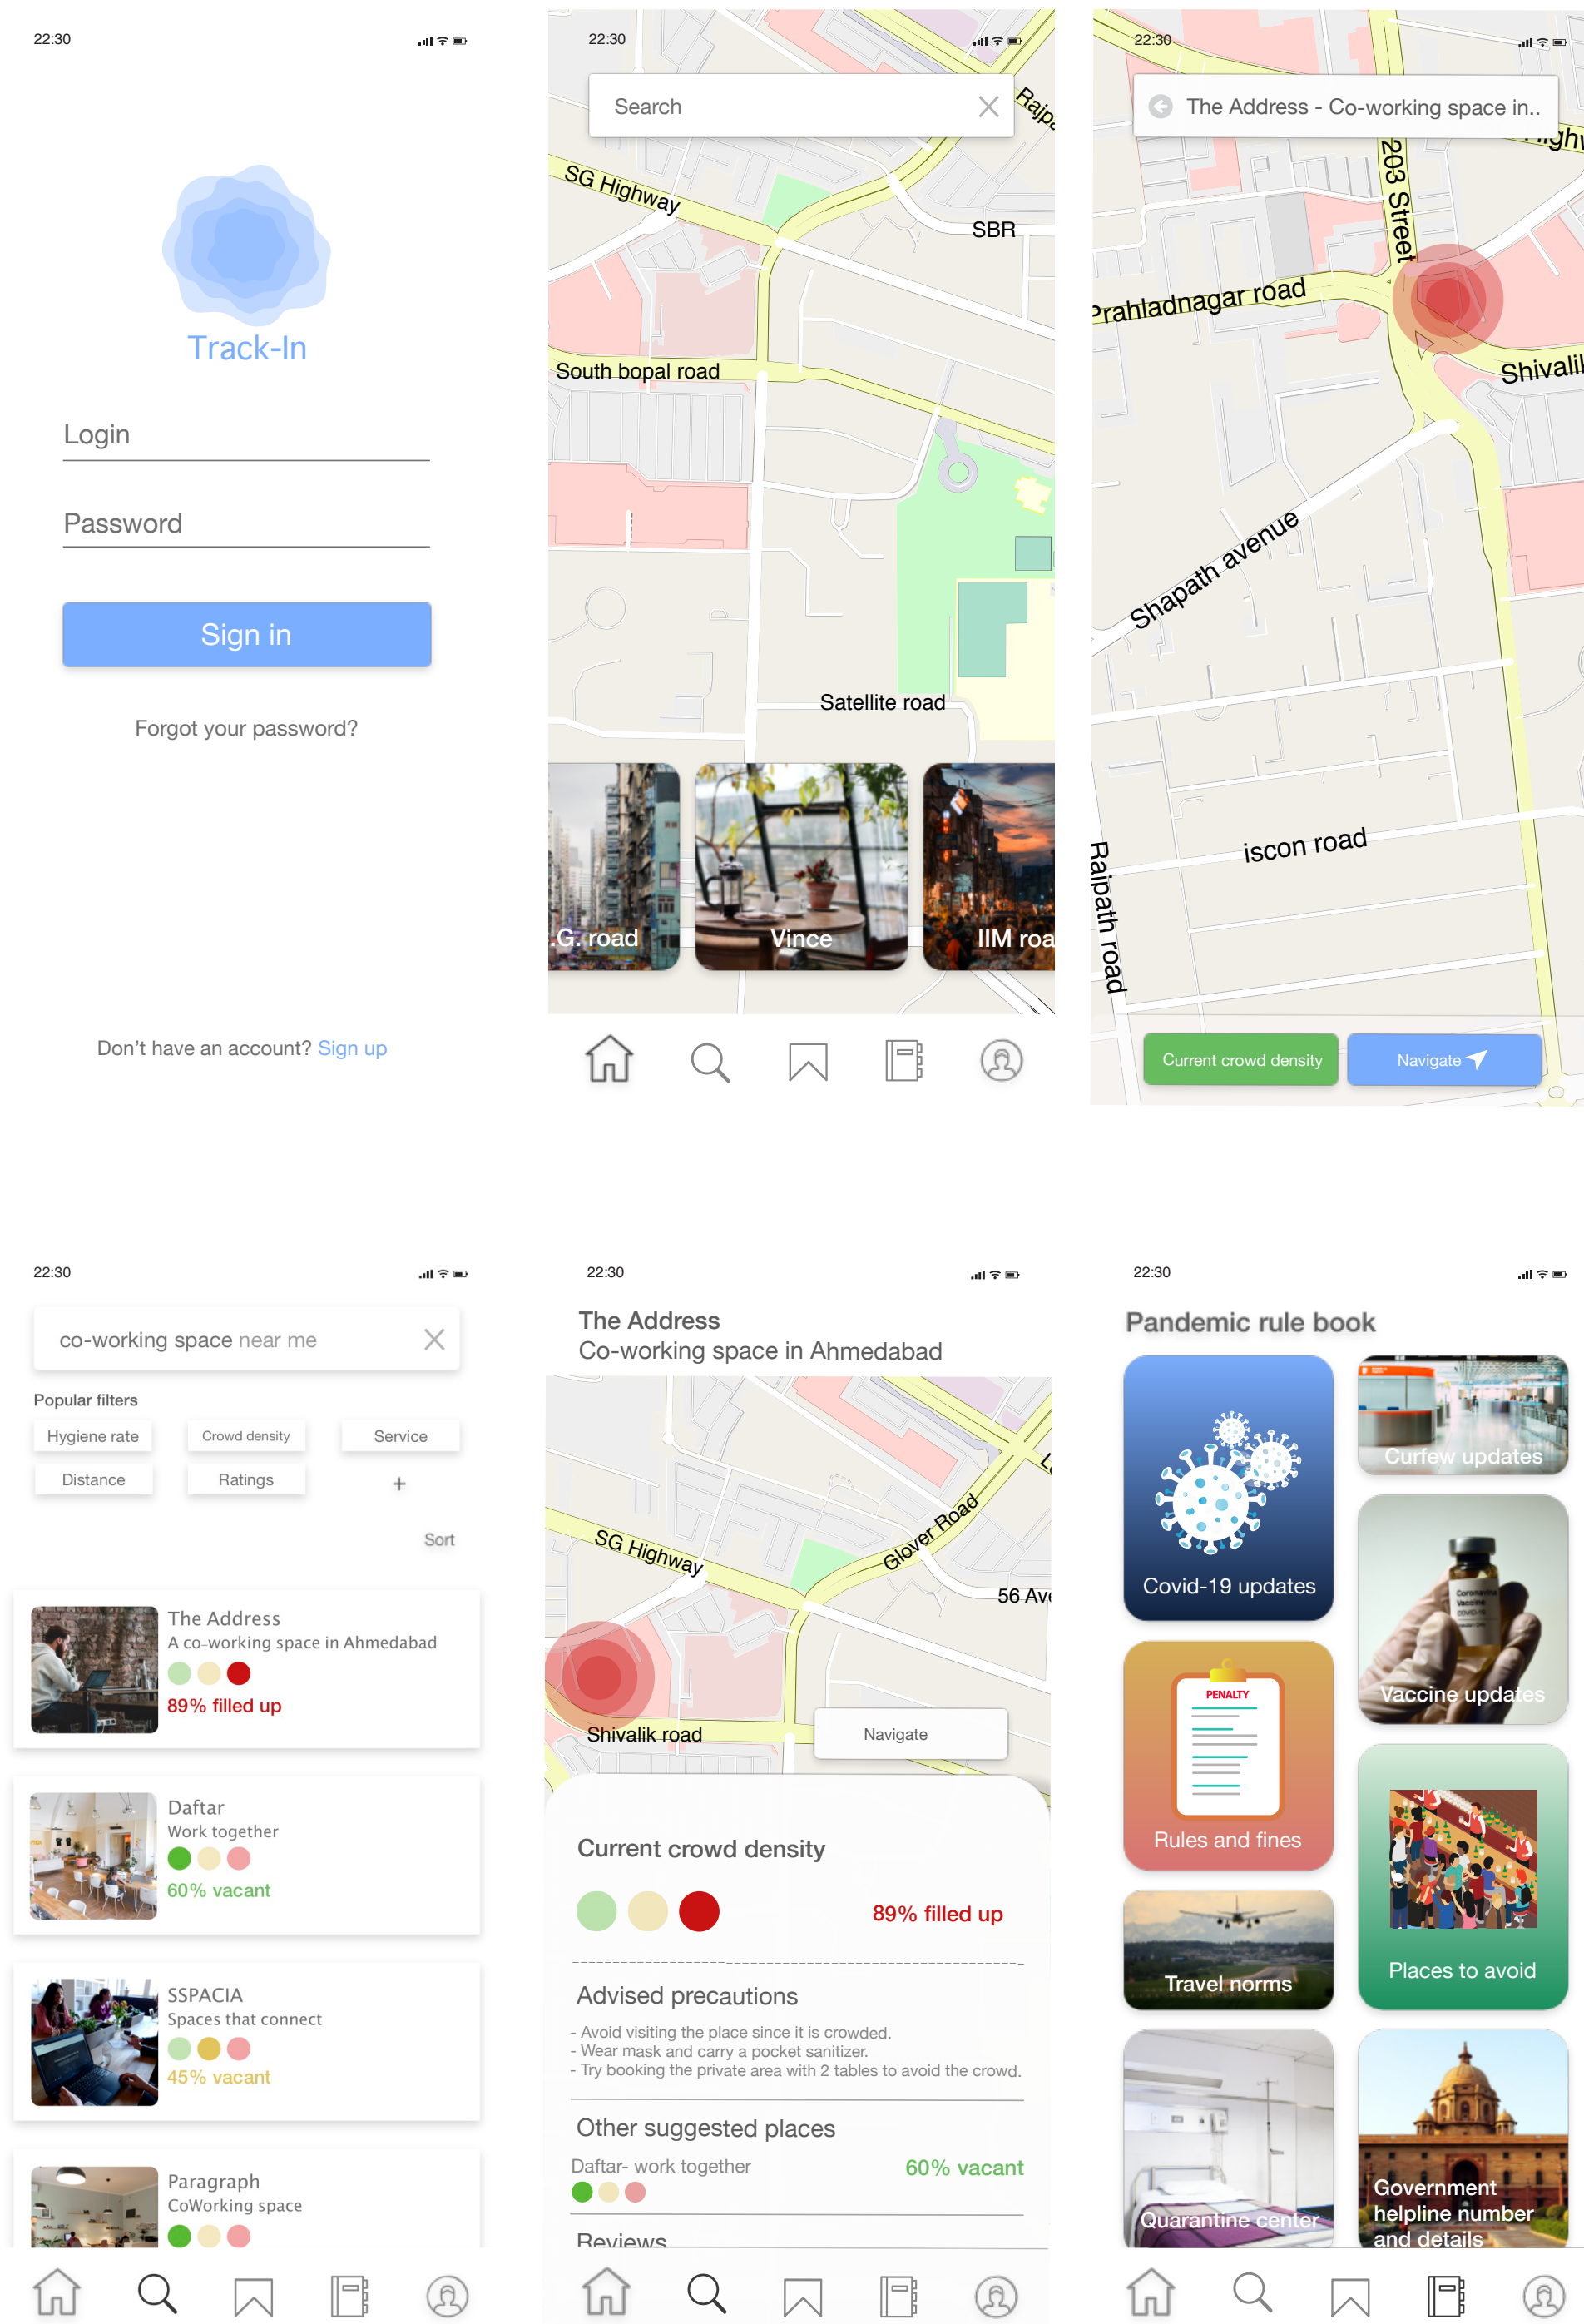 22:30
Track-In
Login
Password
Sign in
Forgot your password?
Don't have an account? Sign up
22:30
Search
Rajpa
SG Highway
SBR
South bopal road
Satellite road
.G. road
Vince
IIM roa
22:30
The Address - Co-working space in..
203 Street
Prahladnagar road
Shivalik
Shapath avenue
iscon road
Rajpath road
Current crowd density
Navigate
22:30
co-working space near me
Popular filters
Hygiene rate
Crowd density
Service
Distance
Ratings
+
Sort
The Address
A co-working space in Ahmedabad
89% filled up
Daftar
Work together
60% vacant
SSPACIA
Spaces that connect
45% vacant
Paragraph
CoWorking space
22:30
The Address
Co-working space in Ahmedabad
SG Highway
Glover Road
56 Ave
Shivalik road
Navigate
Current crowd density
89% filled up
Advised precautions
- Avoid visiting the place since it is crowded.
- Wear mask and carry a pocket sanitizer.
- Try booking the private area with 2 tables to avoid the crowd.
Other suggested places
Daftar- work together
60% vacant
Reviews
22:30
Pandemic rule book
Covid-19 updates
Curfew updates
Coronavirus
Vaccine
COVID-19
Vaccine updates
PENALTY
Rules and fines
Places to avoid
Travel norms
Quarantine center
Government
helpline number
and details